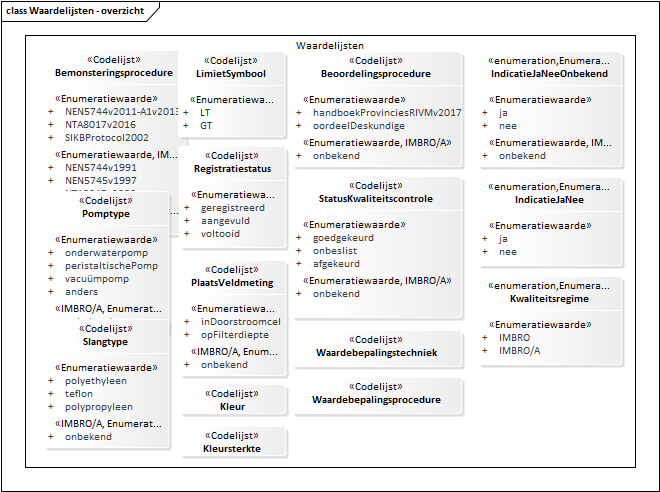 class Waardelijsten - overzicht
Waardelijsten
«Codelijst»
Bemonsteringsprocedure
«Enumeratiewaarde»
+ NEN5744v2011-A1v2013
+ NTA8017v2016
+ SIKBProtocol2002
«Enumeratiewaarde, IM...
+ NEN5744v1991
+ NEN5745v1997
«Codelijst»
Pomptype
«Enumeratiewaarde»
+ onderwaterpomp
+ peristaltischePomp
+ vacuümpomp
+ anders
«IMBRO/A, Enumerat...
«Codelijst»
Slangtype
«Enumeratiewaarde»
+ polyethyleen
+ teflon
+ polypropyleen
«IMBRO/A, Enumerat...
+ onbekend
«Codelijst»
LimietSymbool
«Enumeratiewa...
+ LT
+ GT
«Codelijst»
Registratiestatus
«Enumeratiewa...
+ geregistreerd
+ aangevuld
+ voltooid
«Codelijst»
PlaatsVeldmeting
«Enumeratiewaarde»
+ inDoorstroomcel
+ opFilterdiepte
«IMBRO/A, Enum...
+ onbekend
«Codelijst»
Kleur
«Codelijst»
Kleursterkte
«Codelijst»
Beoordelingsprocedure
«Enumeratiewaarde»
+ handboekProvinciesRIVMv2017
+ oordeelDeskundige
«Enumeratiewaarde, IMBRO/A»
+ onbekend
«Codelijst»
StatusKwaliteitscontrole
«Enumeratiewaarde»
+ goedgekeurd
+ onbeslist
+ afgekeurd
«Enumeratiewaarde, IMBRO/A»
+ onbekend
«Codelijst»
Waardebepalingstechniek
«Codelijst»
Waardebepalingsprocedure
«enumeration,Enumera...
IndicatieJaNeeOnbekend
«Enumeratiewaarde»
+ ja
+ nee
«Enumeratiewaarde, IM...
+ onbekend
«enumeration,Enumera...
IndicatieJaNee
«Enumeratiewaarde»
+ ja
+ nee
«enumeration,Enumera...
Kwaliteitsregime
«Enumeratiewaarde»
+ IMBRO
+ IMBRO/A